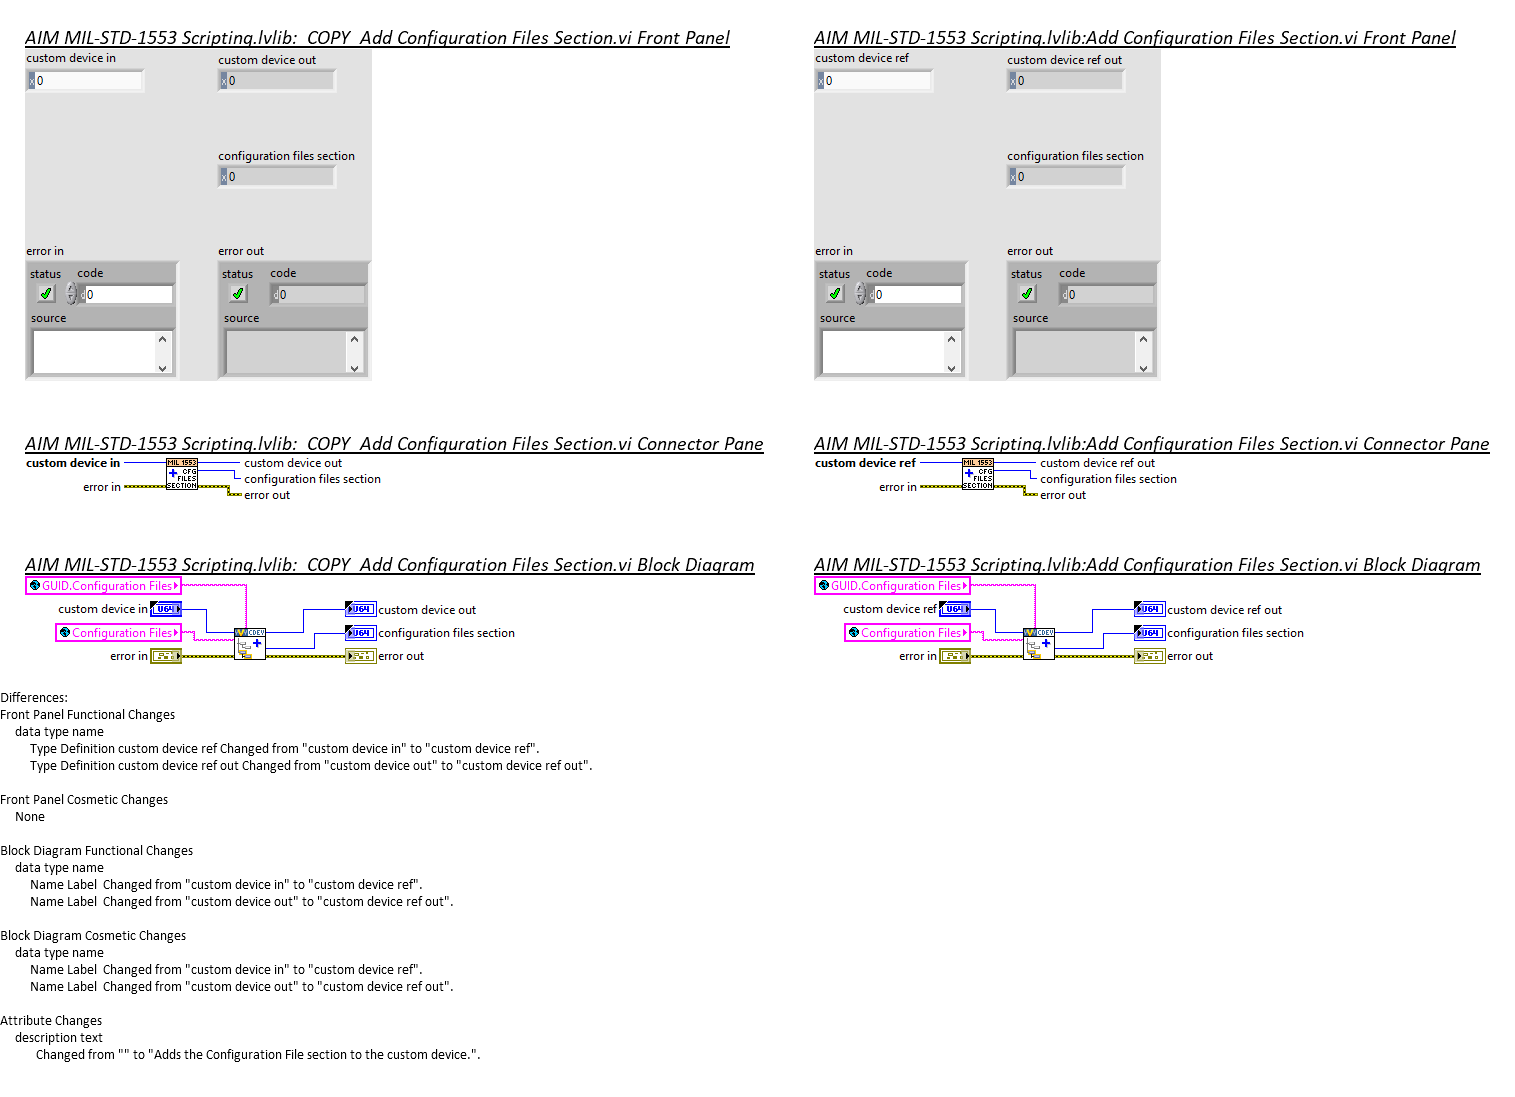 AIM MIL-STD-1553 Scripting.lvlib:  COPY  Add Configuration Files Section.vi Front Panel
custom device in
custom device out
x 0
x 0
configuration files section
x 0
error in
error out
status code
status code
d 0
d 0
source
source
AIM MIL-STD-1553 Scripting.lvlib:Add Configuration Files Section.vi Front Panel
custom device ref
custom device ref out
x 0
x 0
configuration files section
x 0
error in
error out
status code
status code
d 0
d 0
source
source
AIM MIL-STD-1553 Scripting.lvlib:  COPY  Add Configuration Files Section.vi Connector Pane
custom device in
MIL 1553
+ CFG
FILES
SECTION
custom device out
configuration files section
error in
error out
AIM MIL-STD-1553 Scripting.lvlib:Add Configuration Files Section.vi Connector Pane
custom device ref
MIL 1553
+ CFG
FILES
SECTION
custom device ref out
configuration files section
error in
error out
AIM MIL-STD-1553 Scripting.lvlib:  COPY  Add Configuration Files Section.vi Block Diagram
GUID.Configuration Files
custom device in U64
U64 custom device out
Configuration Files
CDEV
U64 configuration files section
error in
error out
AIM MIL-STD-1553 Scripting.lvlib:Add Configuration Files Section.vi Block Diagram
GUID.Configuration Files
custom device ref U64
U64 custom device ref out
Configuration Files
CDEV
U64 configuration files section
error in
error out
Differences:
Front Panel Functional Changes
data type name
Type Definition custom device ref Changed from "custom device in" to "custom device ref".
Type Definition custom device ref out Changed from "custom device out" to "custom device ref out".
Front Panel Cosmetic Changes
None
Block Diagram Functional Changes
data type name
Name Label  Changed from "custom device in" to "custom device ref".
Name Label  Changed from "custom device out" to "custom device ref out".
Block Diagram Cosmetic Changes
data type name
Name Label  Changed from "custom device in" to "custom device ref".
Name Label  Changed from "custom device out" to "custom device ref out".
Attribute Changes
description text
Changed from "" to "Adds the Configuration File section to the custom device.".